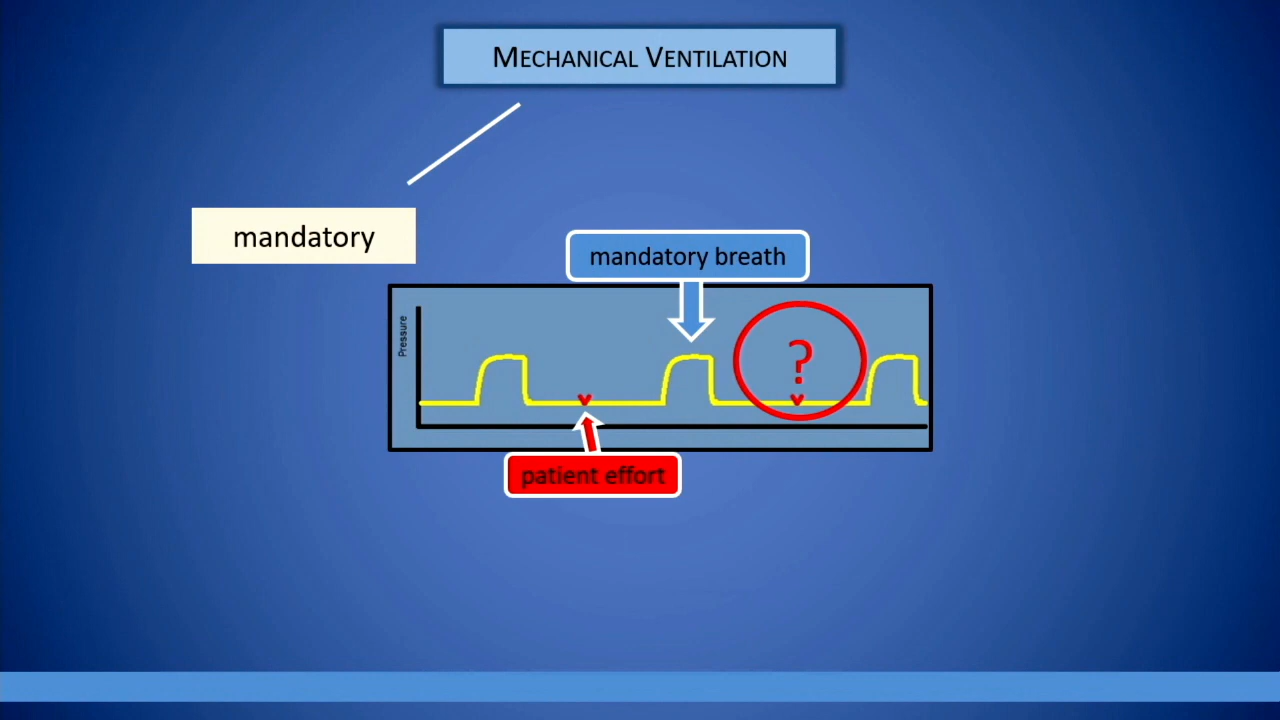 MECHANICAL VENTILATION
mandatory
mandatory breath
Pressure
?
patient effort